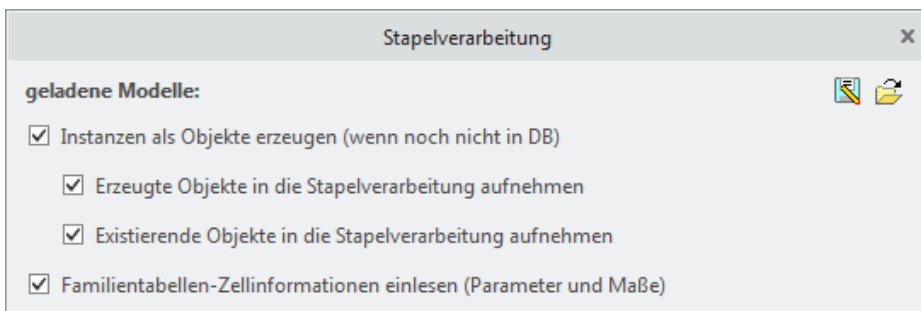 Stapelverarbeitung
geladene Modelle:
Instanzen als Objekte erzeugen (wenn noch nicht in DB)
Erzeugte Objekte in die Stapelverarbeitung aufnehmen
Existierende Objekte in die Stapelverarbeitung aufnehmen
Familientabellen-Zellinformationen einlesen (Parameter und Maße)